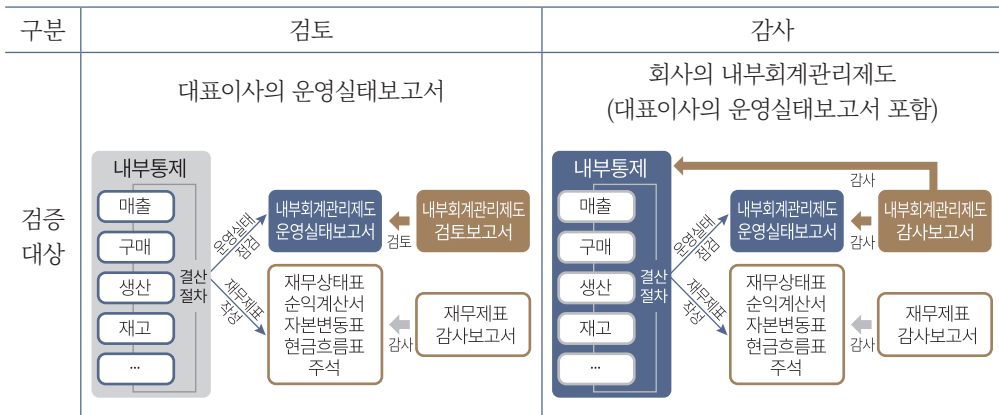 구분
검토
감사
검증
대상
대표이사의 운영실태보고서
내부통제
매출
구매
생산
재고
...
결산
절차
운영실태
점검
재무제표
작성
내부회계관리제도
운영실태보고서
검토
내부회계관리제도
검토보고서
재무상태표
순익계산서
자본변동표
현금흐름표
주석
감사
재무제표
감사보고서
회사의 내부회계관리제도
(대표이사의 운영실태보고서 포함)
내부통제
매출
구매
생산
재고
...
결산
절차
운영실태
점검
재무제표
작성
감사
내부회계관리제도
운영실태보고서
감사
내부회계관리제도
감사보고서
재무상태표
순익계산서
자본변동표
현금흐름표
주석
감사
재무제표
감사보고서